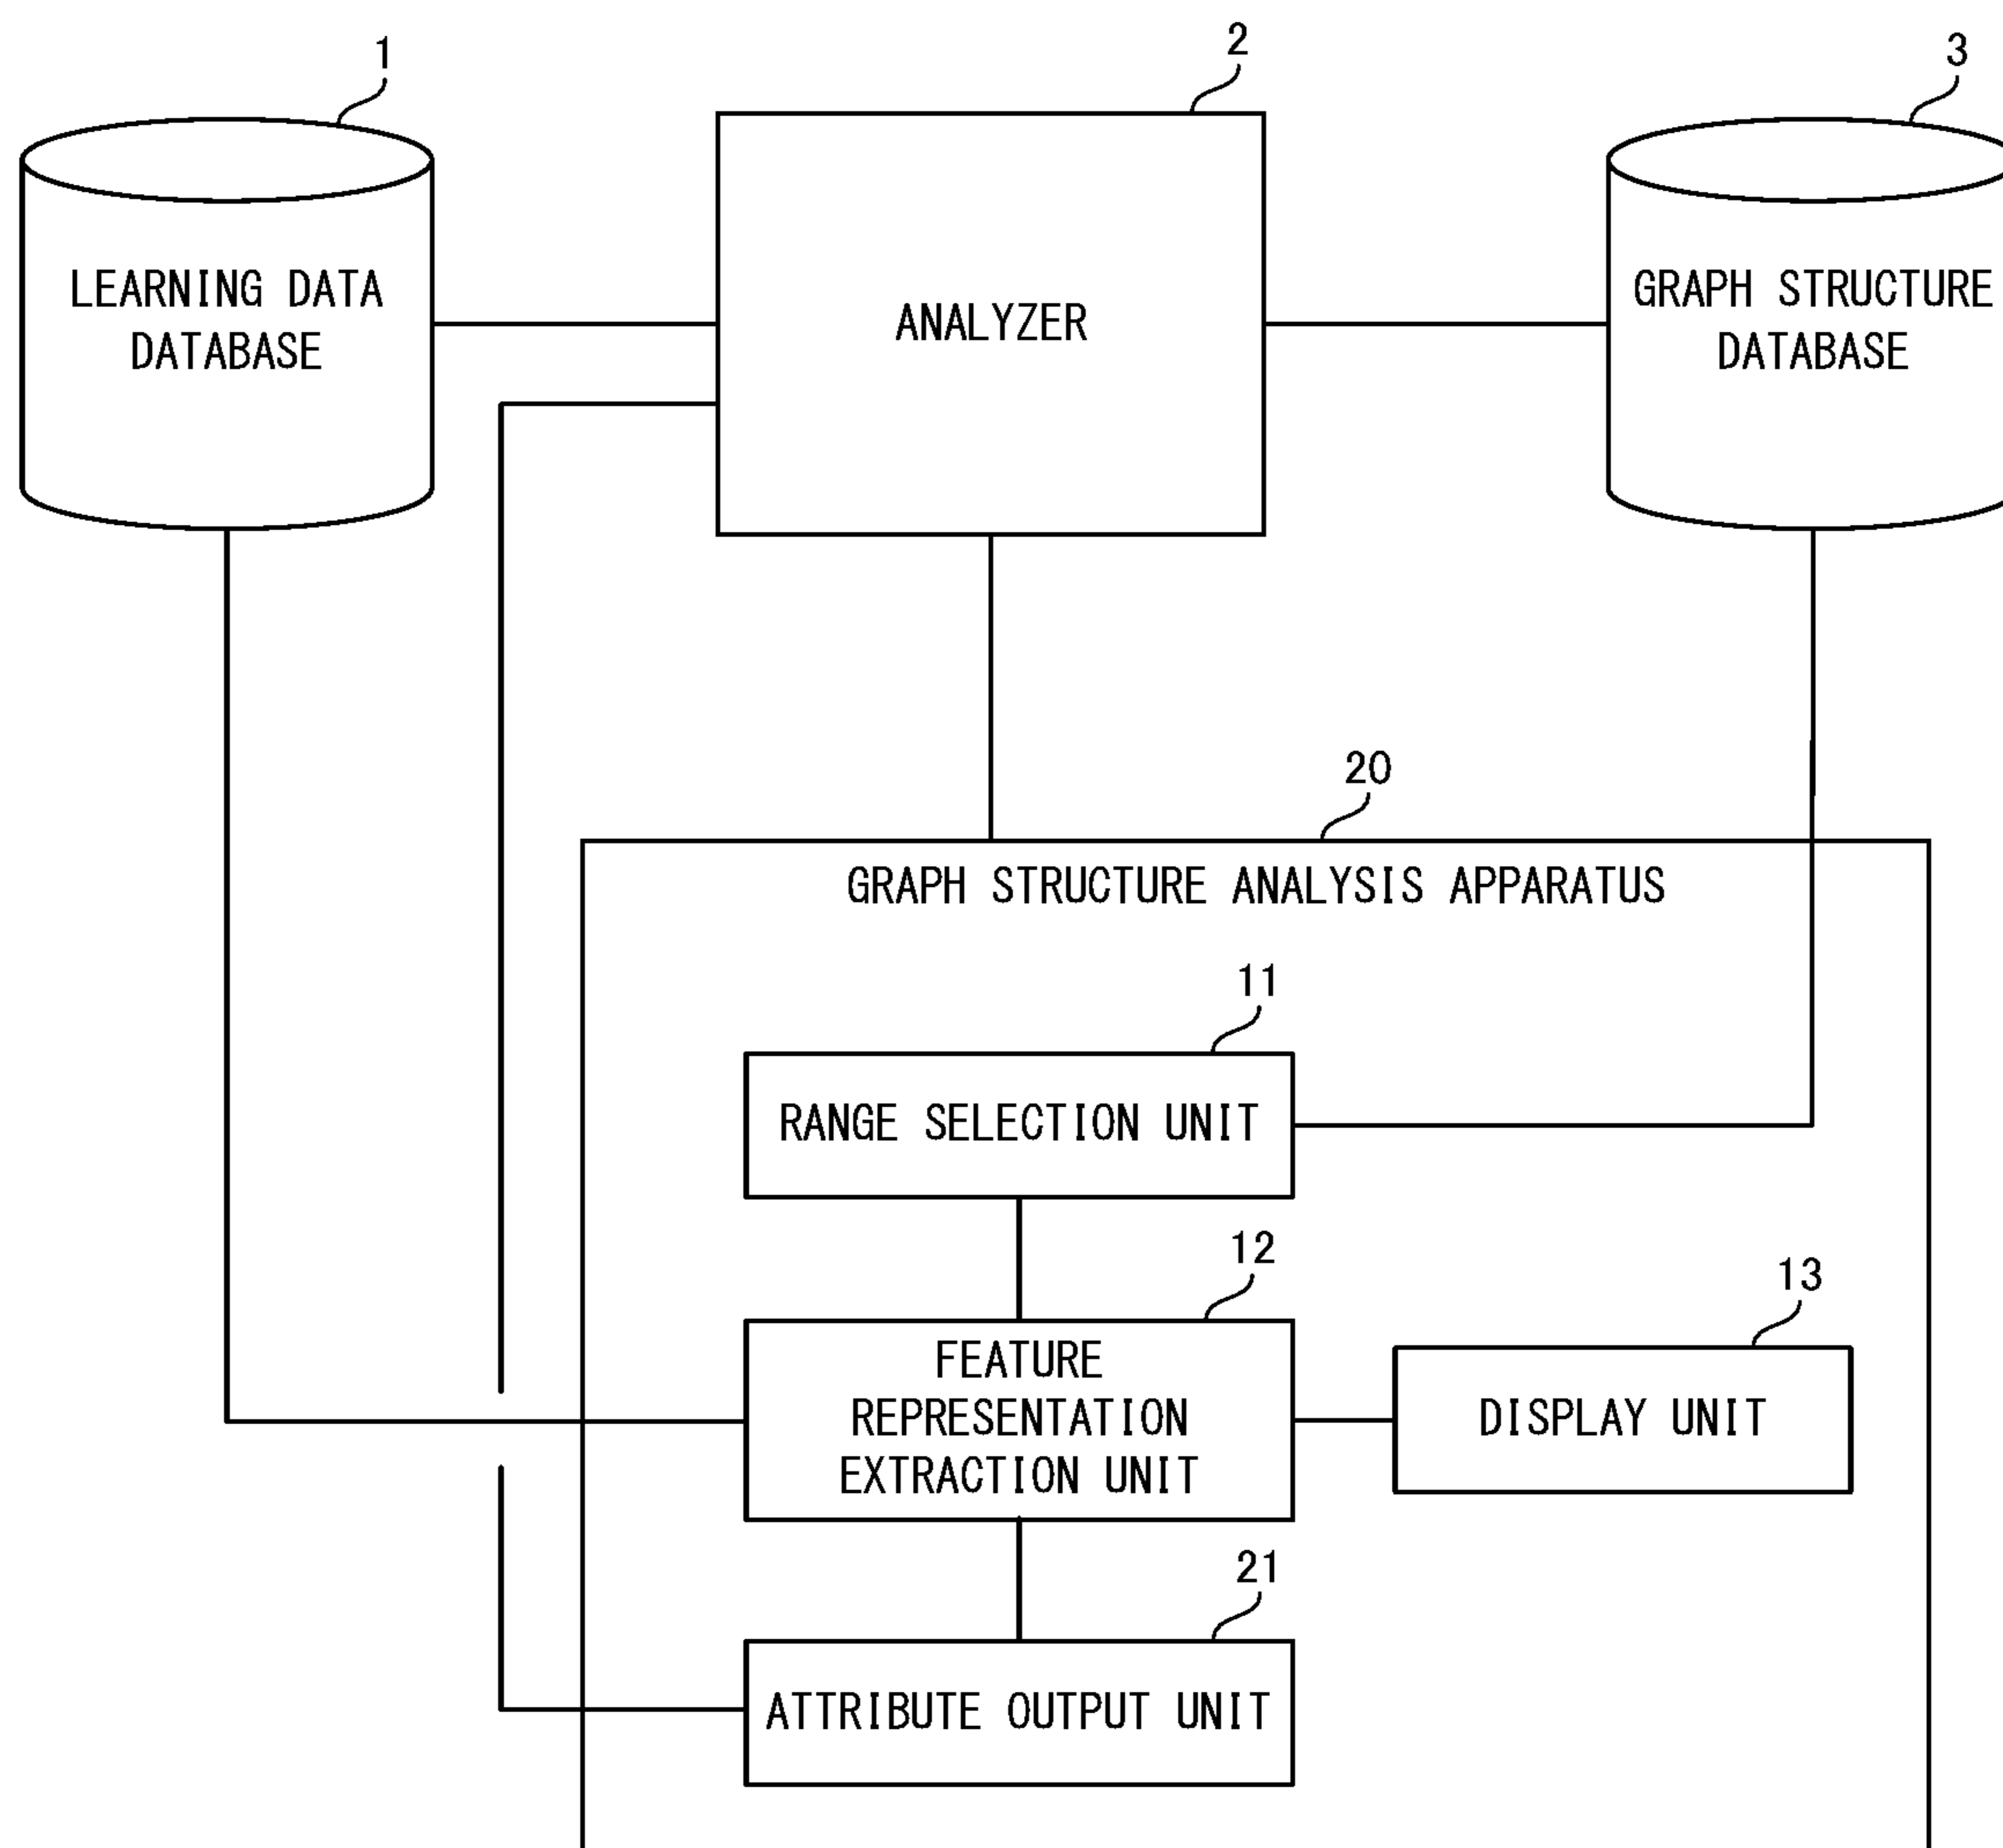 1
2
3
LEARNING DATA
DATABASE
ANALYZER
GRAPH STRUCTURE
DATABASE
20
GRAPH STRUCTURE ANALYSIS APPARATUS
11
RANGE SELECTION UNIT
12
FEATURE
REPRESENTATION
EXTRACTION UNIT
13
DISPLAY UNIT
21
ATTRIBUTE OUTPUT UNIT